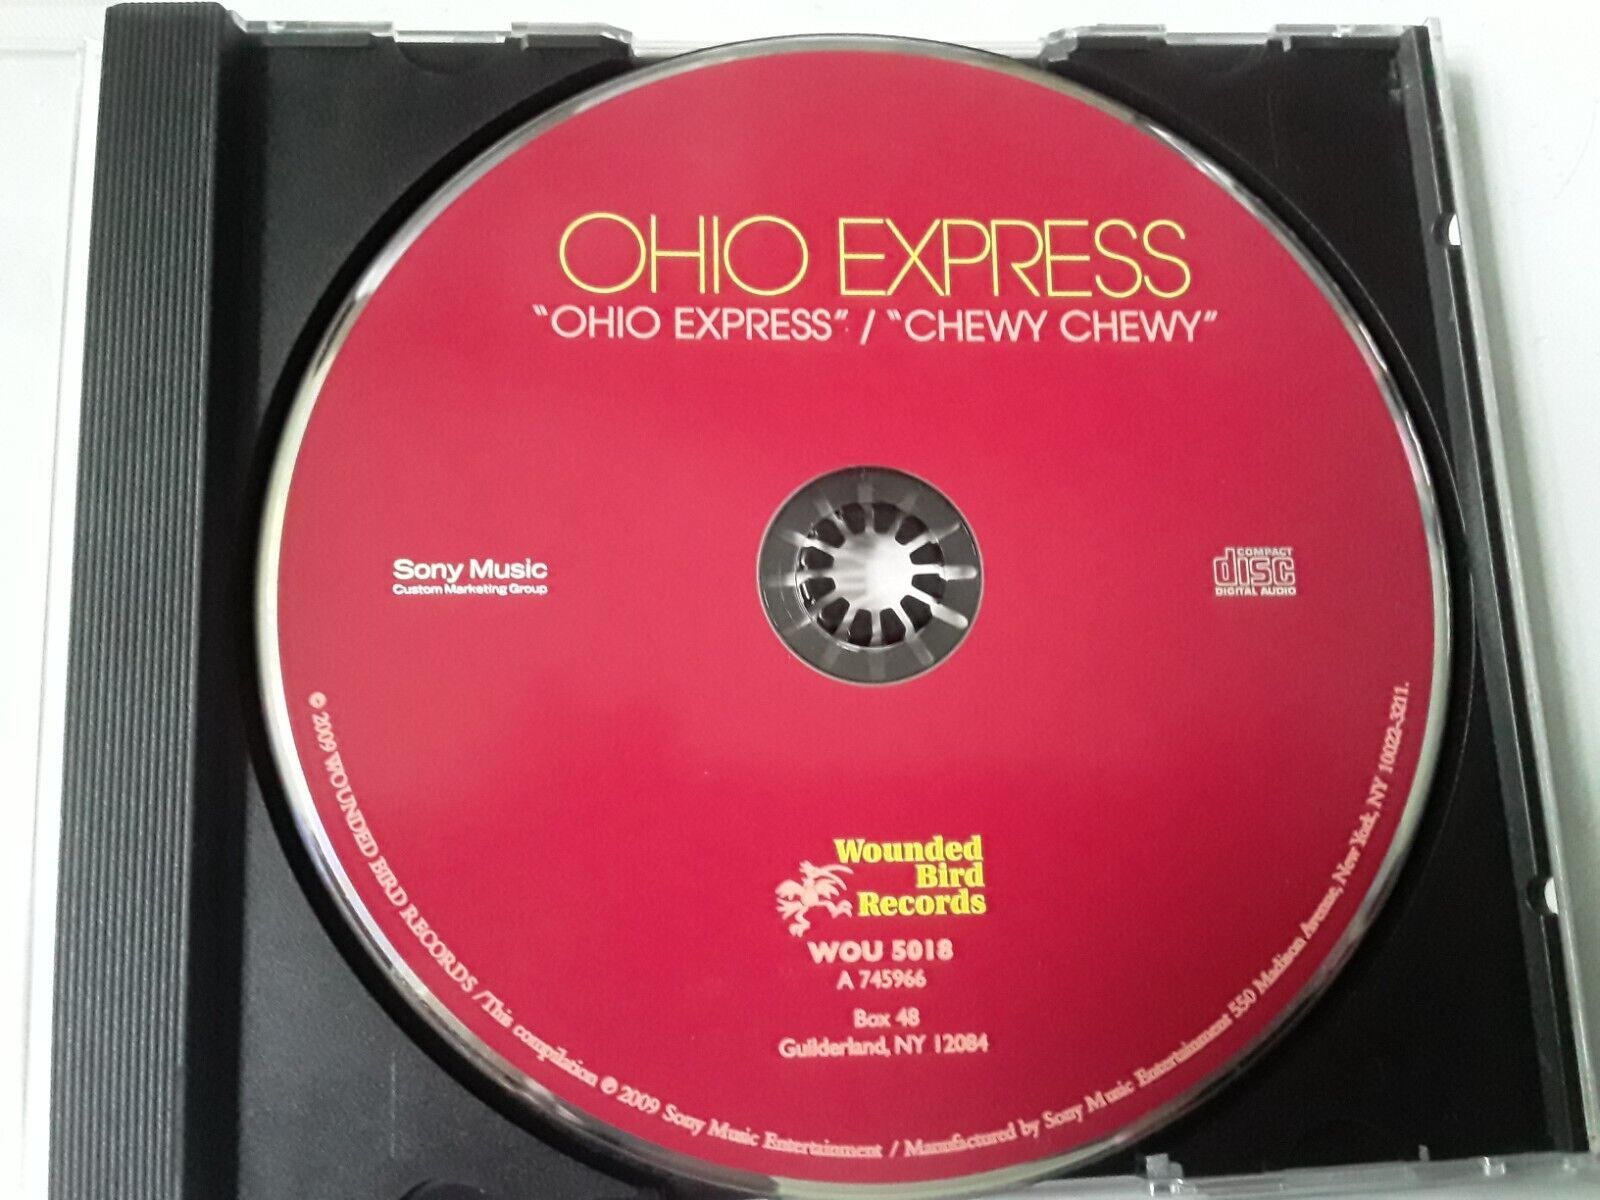 OHIO EXPRESS
"OHIO EXPRESS" / "CHEWY CHEWY"
Sony Music
Custom Marketing Group
COMPACT
disc
DIGITAL AUDIO
Wounded
Bird
Records
WOU 5018
A 745966
Box 48
Guilderland, NY 12084
© 2009 WOUNDED BIRD RECORDS /This compilation ℗ 2009 Sony Music Entertainment / Manufactured by Sony Music Entertainment 550 Madison Avenue, New York, NY 10022-3211.